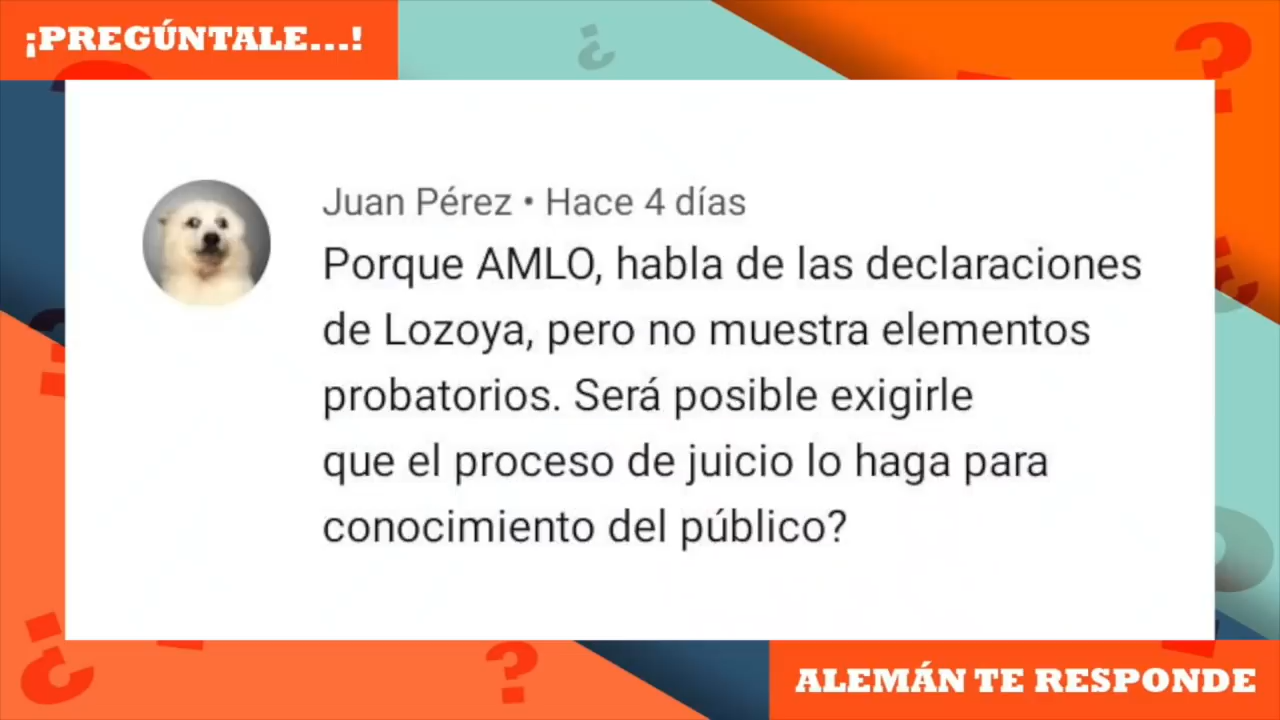 ¡PREGÚNTALE...!
Juan Pérez • Hace 4 días
Porque AMLO, habla de las declaraciones
de Lozoya, pero no muestra elementos
probatorios. Será posible exigirle
que el proceso de juicio lo haga para
conocimiento del público?
ALEMÁN TE RESPONDE